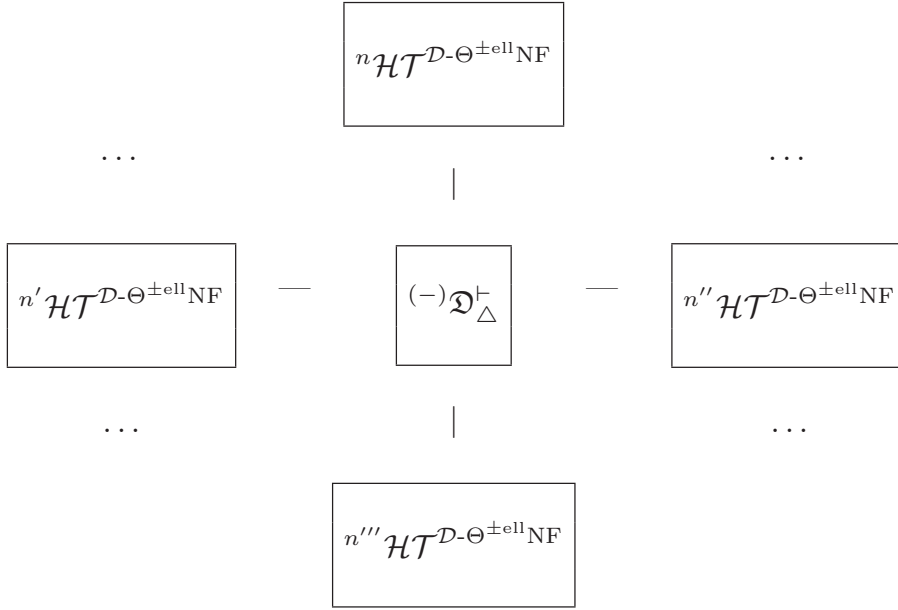 ⁿℋ𝒯^{𝒟-Θ^{±ell}NF}
… …
|
^{n′}ℋ𝒯^{𝒟-Θ^{±ell}NF} — ^{(−)}𝔇^⊢_△ — ^{n″}ℋ𝒯^{𝒟-Θ^{±ell}NF}
… | …
^{n‴}ℋ𝒯^{𝒟-Θ^{±ell}NF}